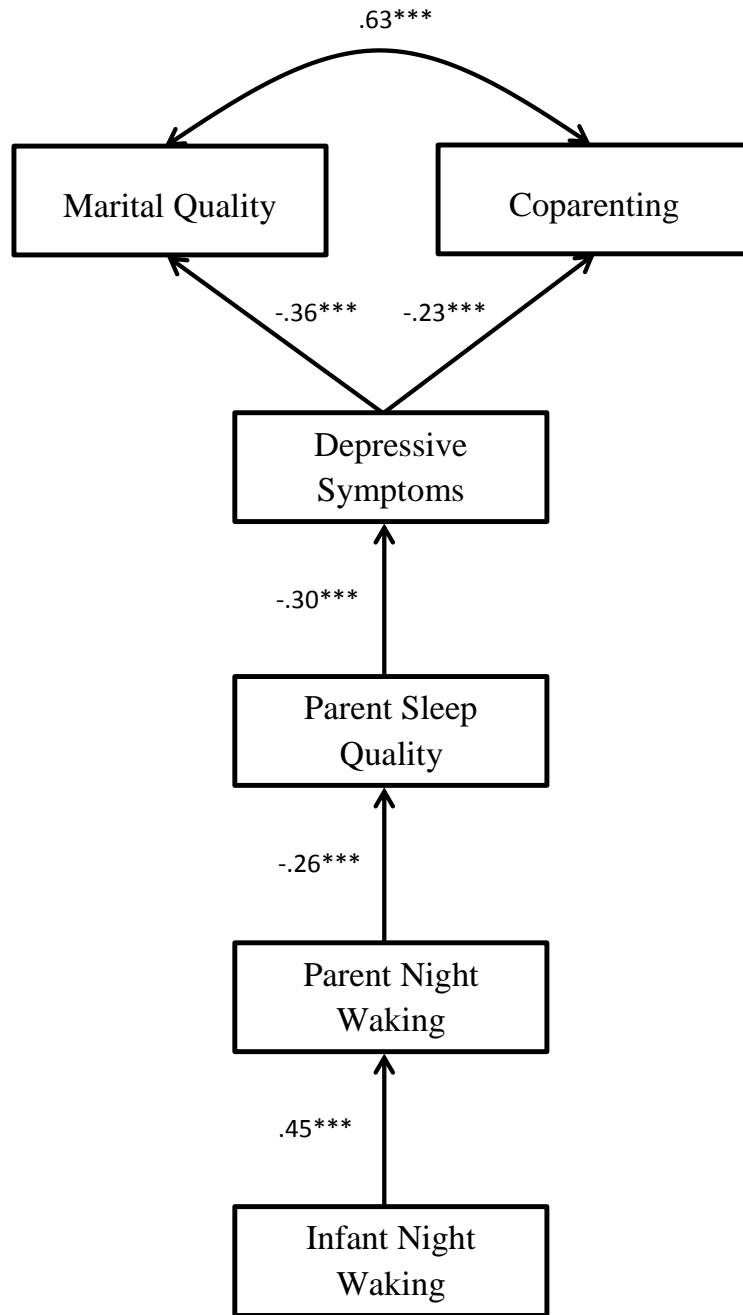 .63***
Marital Quality
Coparenting
-.36***
-.23***
Depressive
Symptoms
-.30***
Parent Sleep
Quality
-.26***
Parent Night
Waking
.45***
Infant Night
Waking